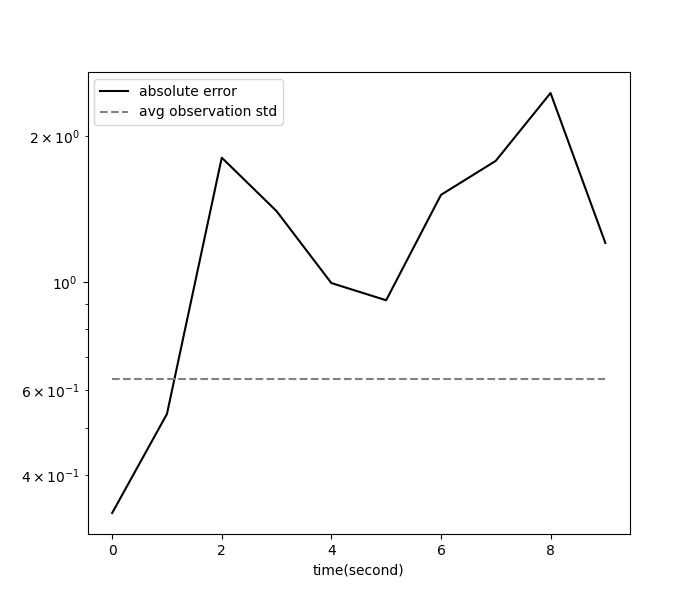 absolute error
avg observation std
2 × 10⁰
10⁰
6 × 10⁻¹
4 × 10⁻¹
0 2 4 6 8
time(second)